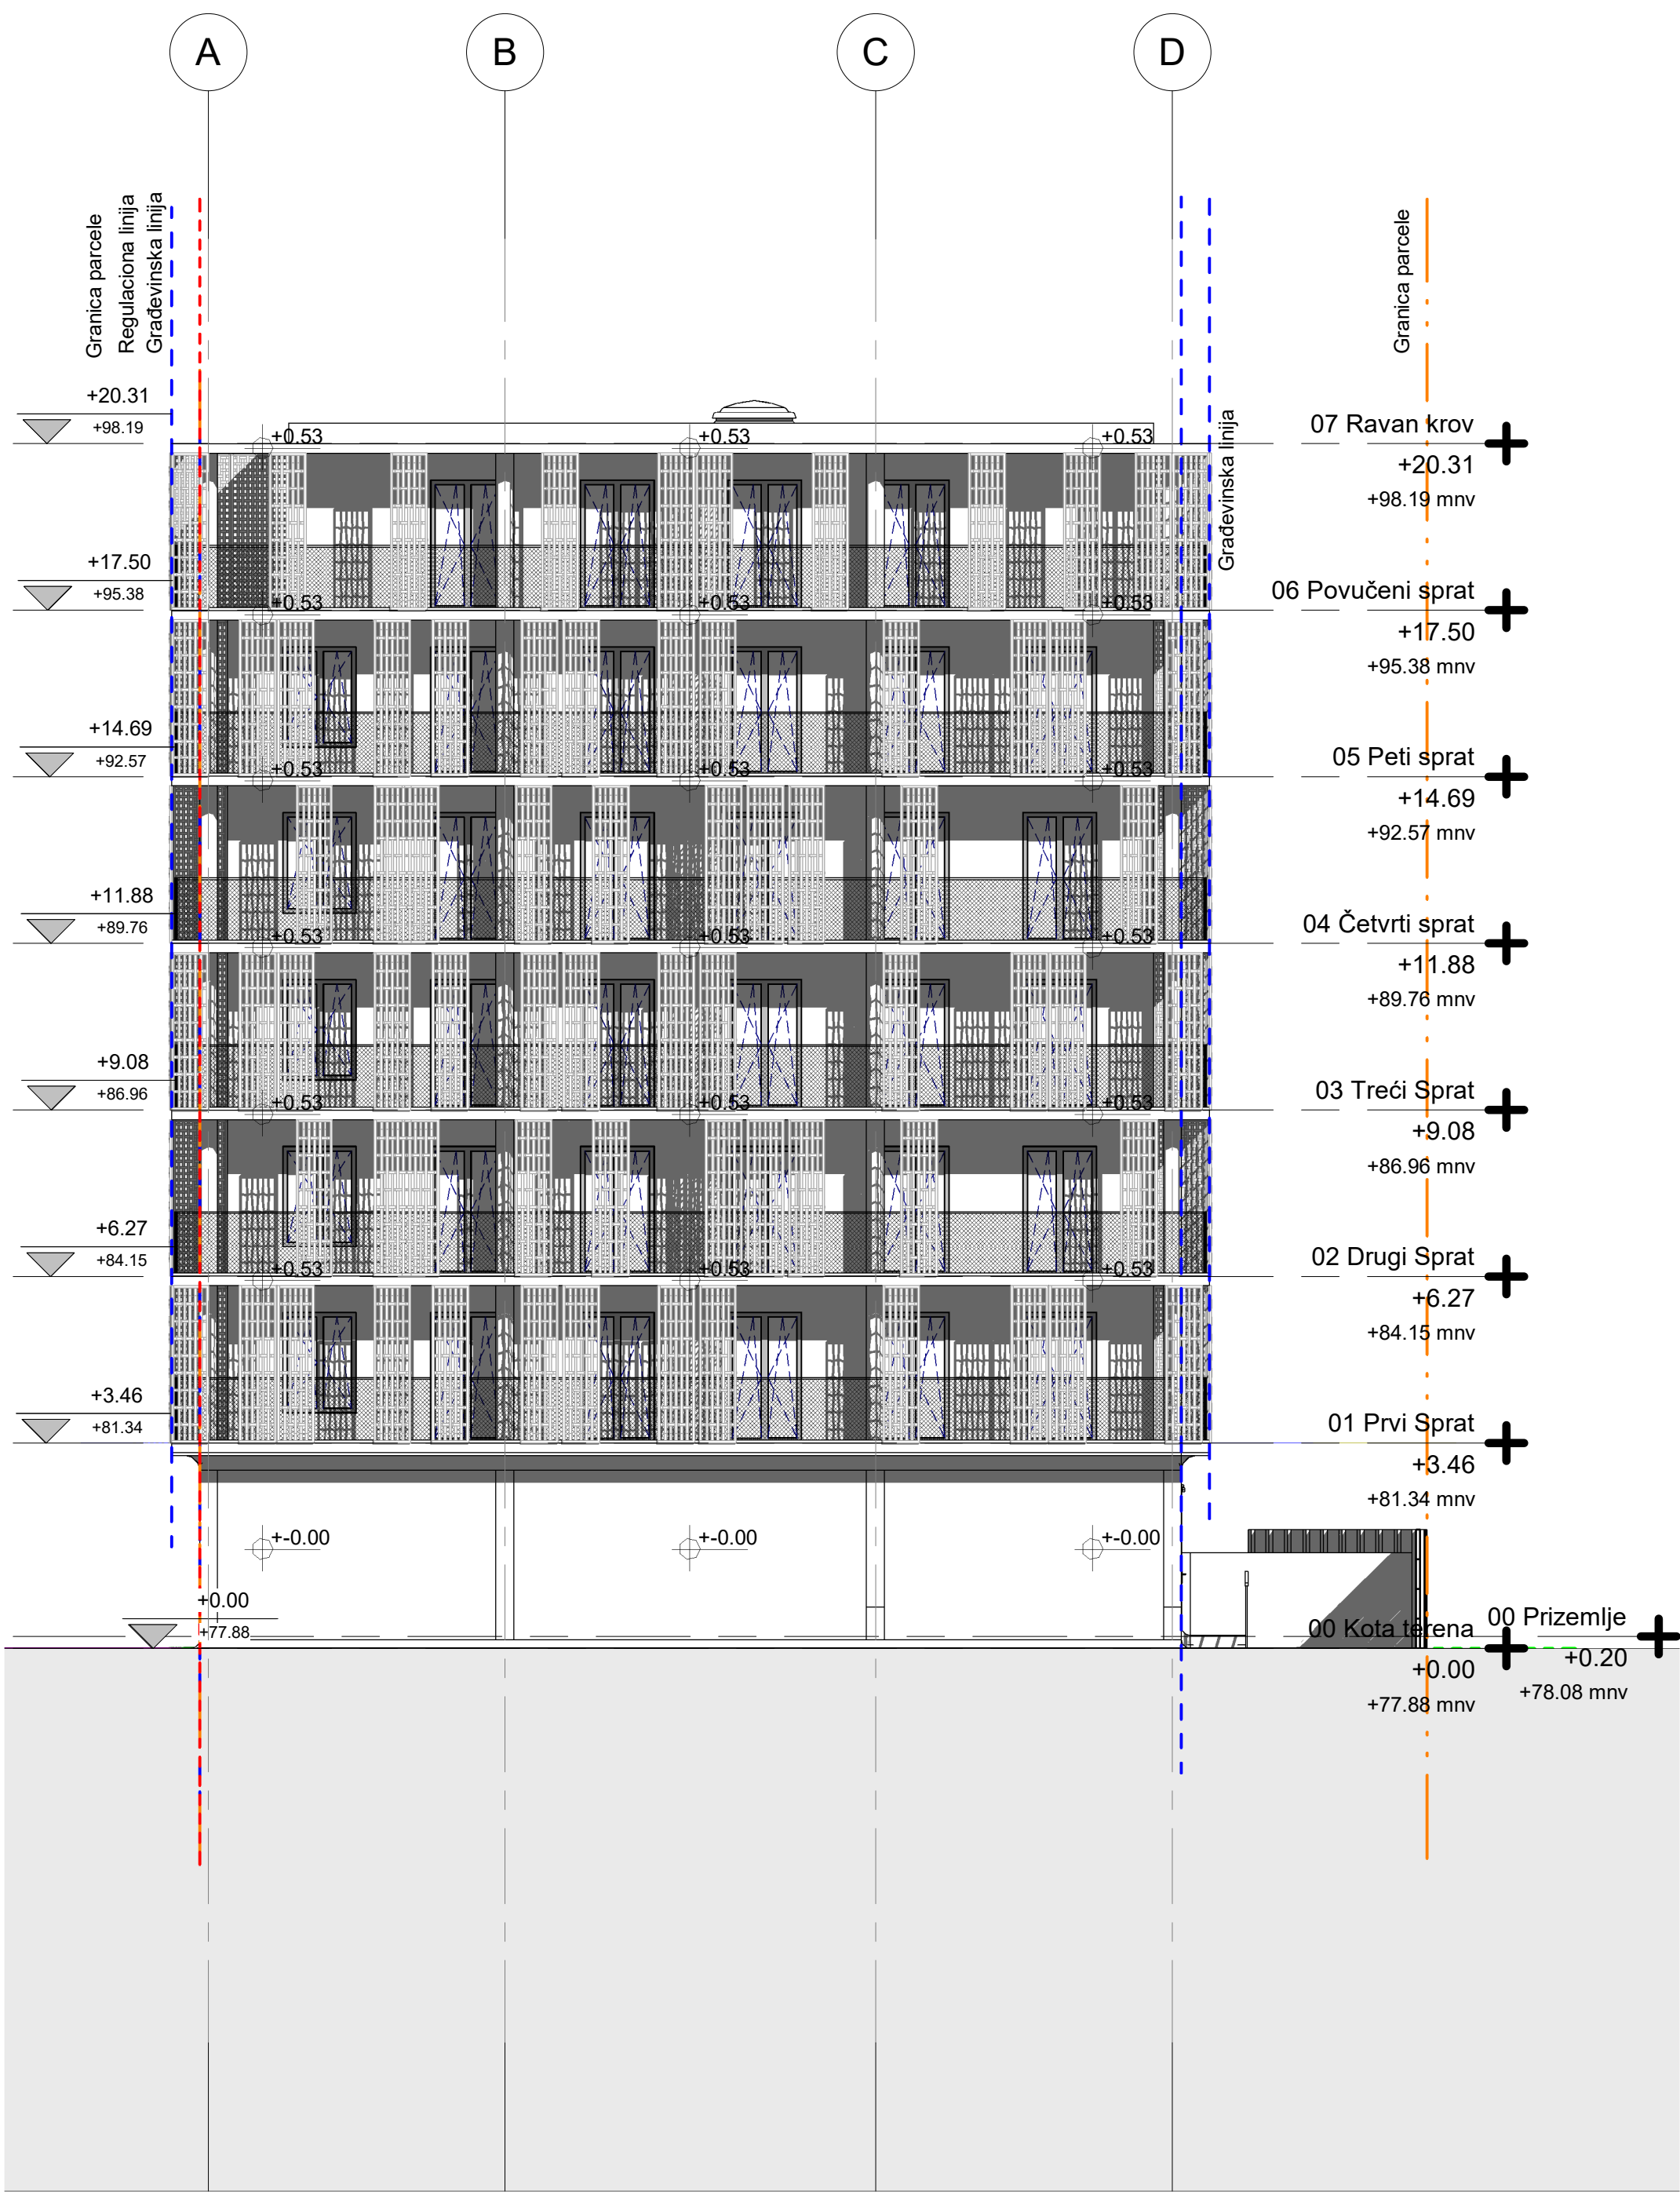 A
B
C
D
Granica parcele
Regulaciona linija
Građevinska linija
Granica parcele
Građevinska linija
+20.31
+98.19
+0.53
+0.53
+0.53
07 Ravan krov
+20.31
+98.19 mnv
+17.50
+95.38
+0.53
+0.53
+0.53
06 Povučeni sprat
+17.50
+95.38 mnv
+14.69
+92.57
+0.53
+0.53
+0.53
05 Peti sprat
+14.69
+92.57 mnv
+11.88
+89.76
+0.53
+0.53
+0.53
04 Četvrti sprat
+11.88
+89.76 mnv
+9.08
+86.96
+0.53
+0.53
+0.53
03 Treći Sprat
+9.08
+86.96 mnv
+6.27
+84.15
+0.53
+0.53
+0.53
02 Drugi Sprat
+6.27
+84.15 mnv
+3.46
+81.34
01 Prvi Sprat
+3.46
+81.34 mnv
+-0.00
+-0.00
+-0.00
+0.00
+77.88
00 Kota terena
+0.00
+77.88 mnv
00 Prizemlje
+0.20
+78.08 mnv